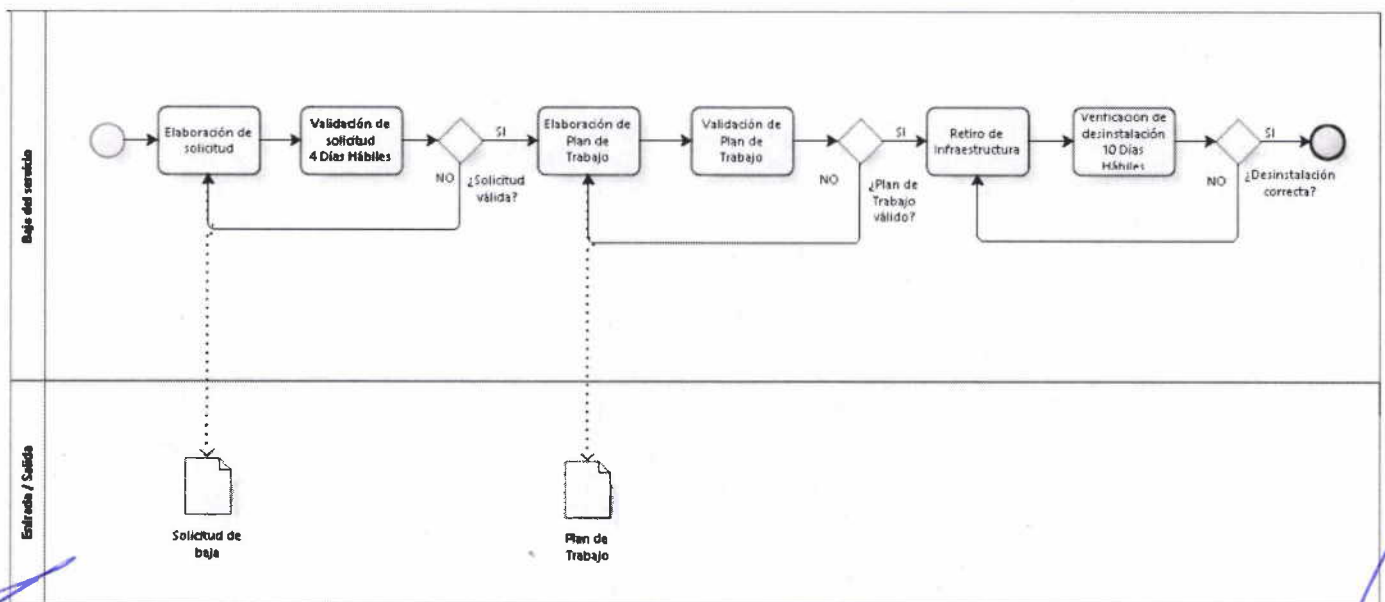 Baja del servicio
Elaboración de
solicitud
Validación de
solicitud
4 Días Hábiles
SI
NO
¿Solicitud
válida?
Elaboración de
Plan de
Trabajo
Validación de
Plan de
Trabajo
SI
NO
¿Plan de
Trabajo
válido?
Retiro de
Infraestructura
Verificación de
desinstalación
10 Días
Hábiles
SI
NO
¿Desinstalación
correcta?
Entrada / Salida
Solicitud de
baja
Plan de
Trabajo